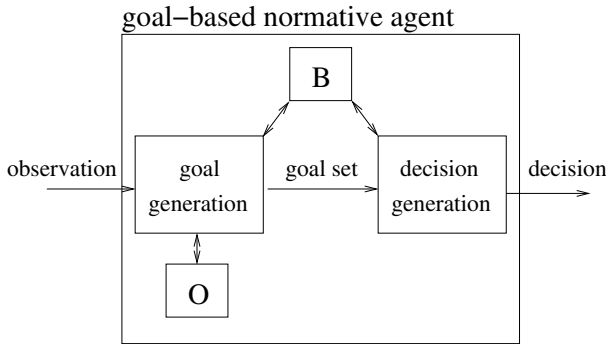 goal-based normative agent
B
observation
goal
generation
goal set
decision
generation
decision
O